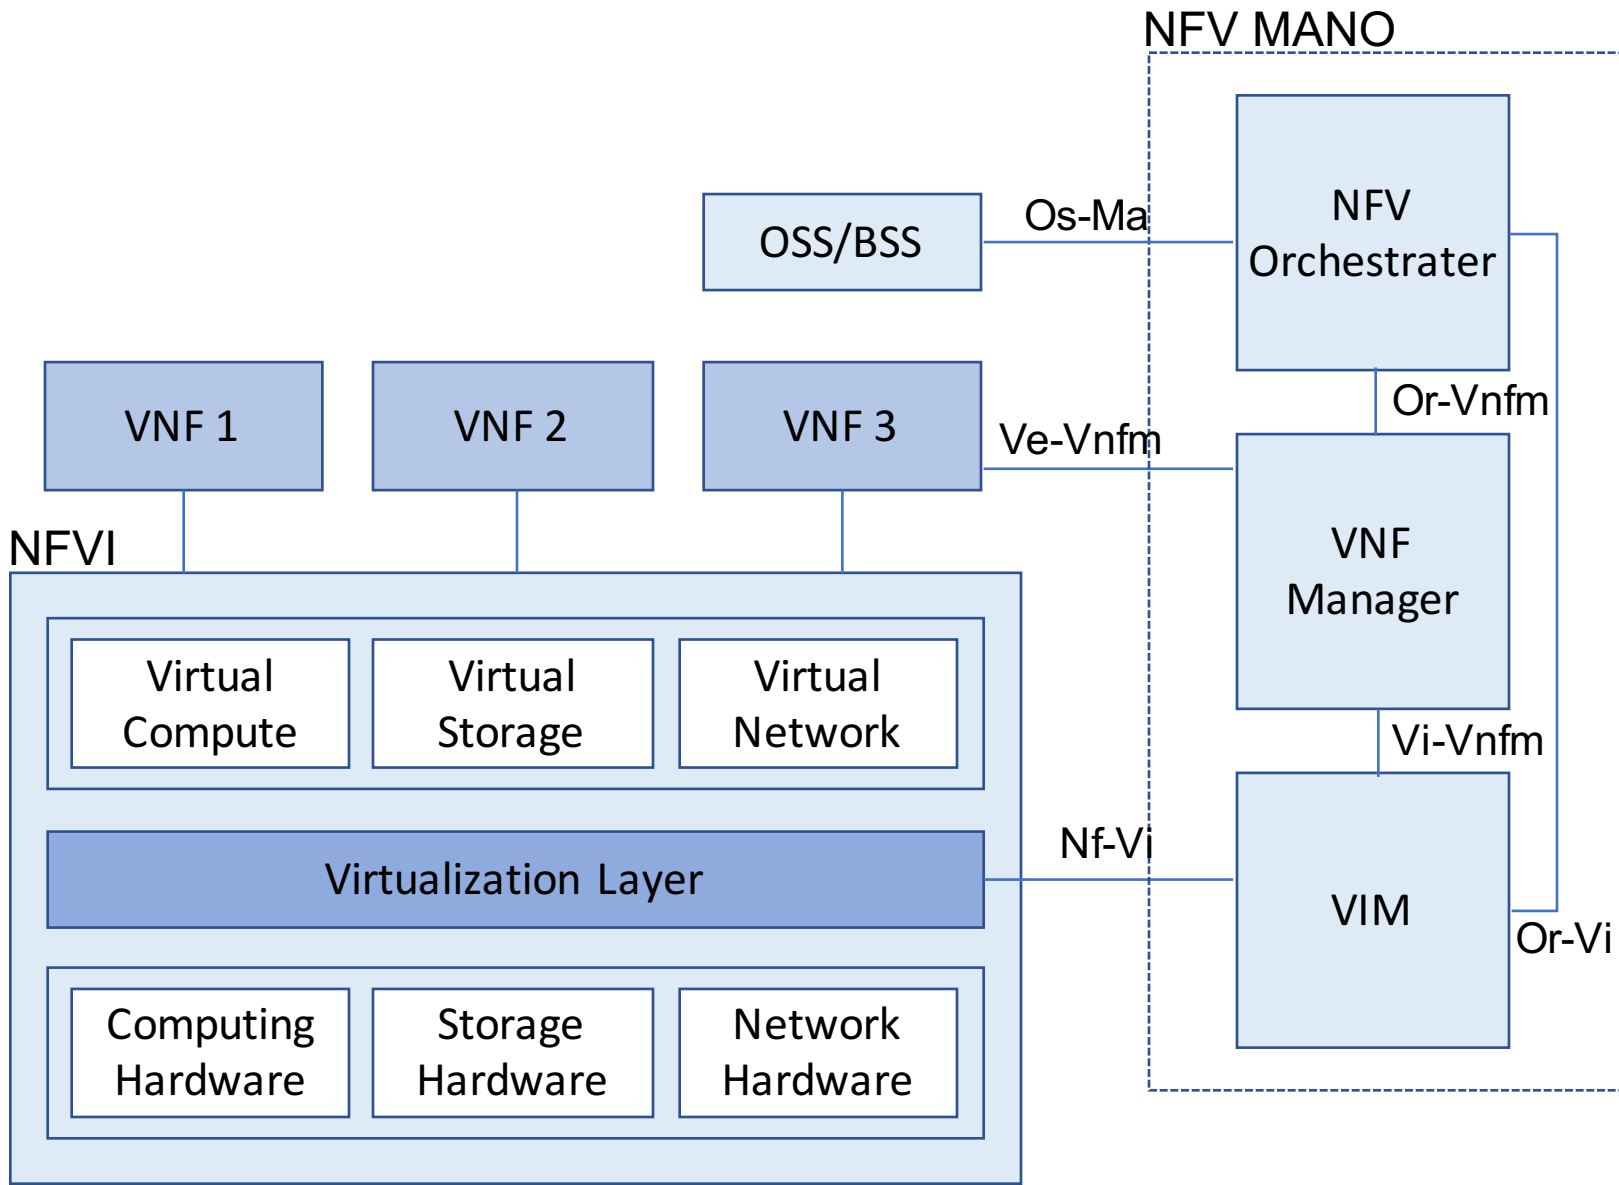 NFV MANO
NFV
Orchestrater
OSS/BSS
Os-Ma
Or-Vnfm
VNF 1
VNF 2
VNF 3
Ve-Vnfm
VNF
Manager
NFVI
Virtual
Compute
Virtual
Storage
Virtual
Network
Vi-Vnfm
Virtualization Layer
Nf-Vi
VIM
Or-Vi
Computing
Hardware
Storage
Hardware
Network
Hardware